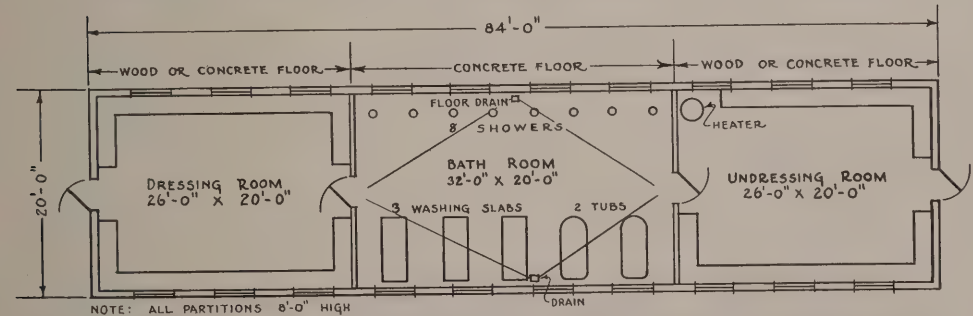 84'-0"
WOOD OR CONCRETE FLOOR
CONCRETE FLOOR
WOOD OR CONCRETE FLOOR
20'-0"
FLOOR DRAIN
8 SHOWERS
HEATER
DRESSING ROOM
26'-0" X 20'-0"
BATH ROOM
32'-0" X 20'-0"
UNDRESSING ROOM
26'-0" X 20'-0"
3 WASHING SLABS
2 TUBS
DRAIN
NOTE: ALL PARTITIONS 8'-0" HIGH